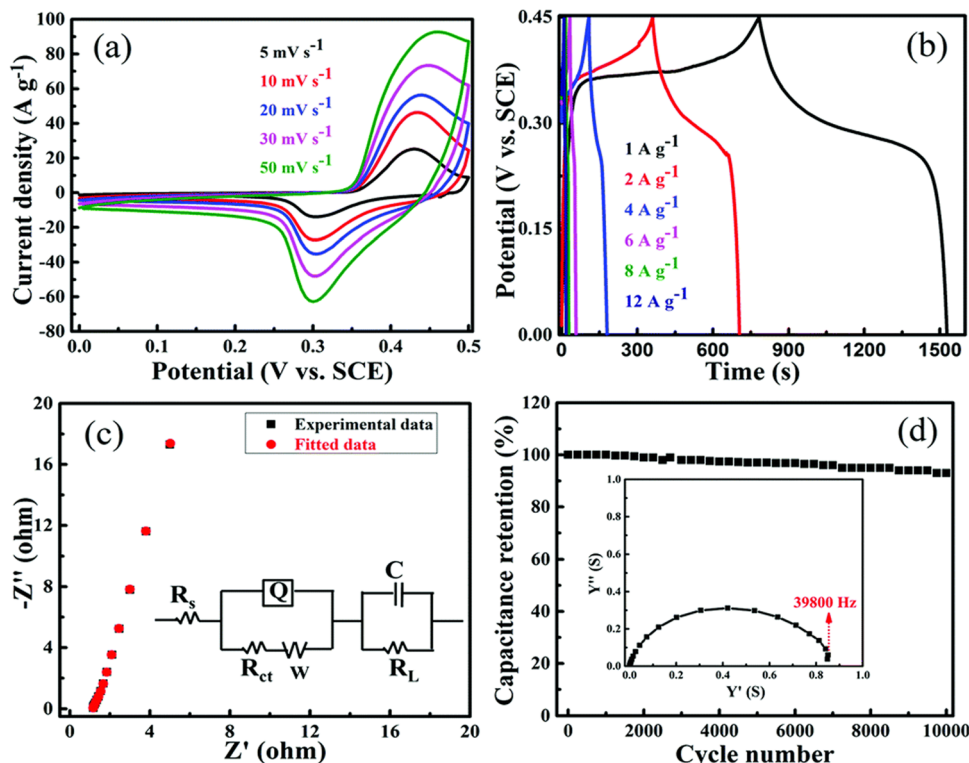 (a)
5 mV s⁻¹
10 mV s⁻¹
20 mV s⁻¹
30 mV s⁻¹
50 mV s⁻¹
100
80
60
40
20
0
-20
-40
-60
-80
Current density (A g⁻¹)
0.0 0.1 0.2 0.3 0.4 0.5
Potential (V vs. SCE)
(b)
1 A g⁻¹
2 A g⁻¹
4 A g⁻¹
6 A g⁻¹
8 A g⁻¹
12 A g⁻¹
0.45
0.30
0.15
0.00
Potential (V vs. SCE)
0 300 600 900 1200 1500
Time (s)
(c)
Experimental data
Fitted data
20
16
12
8
4
0
-Z'' (ohm)
Rs
Q
Rct
W
C
RL
0 4 8 12 16 20
Z' (ohm)
(d)
120
100
80
60
40
20
0
Capacitance retention (%)
1.0
0.8
0.6
0.4
0.2
0.0
Y'' (S)
39800 Hz
0.0 0.2 0.4 0.6 0.8 1.0
Y' (S)
0 2000 4000 6000 8000 10000
Cycle number